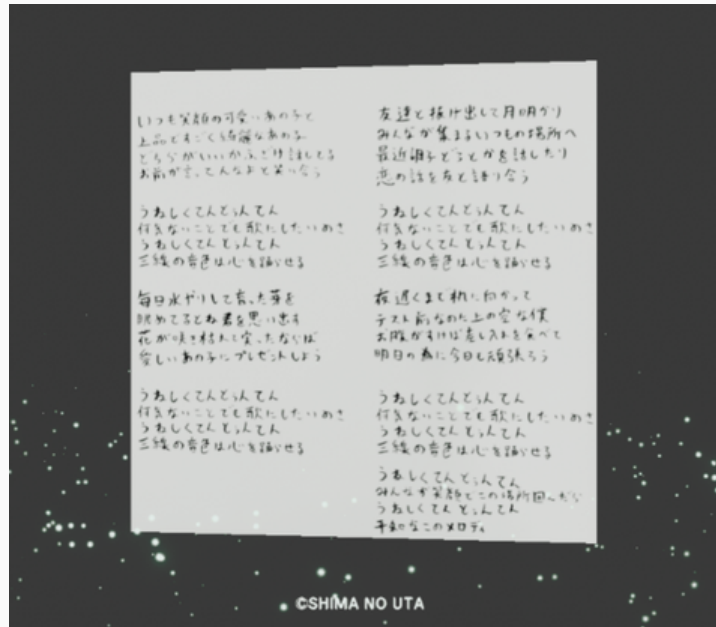 いつも笑顔の可愛いあの子と
上品ですごく綺麗なあの子
どちらがいいかふざけ話してる
お前が言ってんなよと笑い合う
うねしくてんとぅんてん
何気ないことでも歌にしたいのさ
うねしくてんとぅんてん
三線の音色は心を踊らせる
毎日水やりして育った芽を
眺めてるとね君を思い出す
花が咲き枯れて実ったならば
愛しいあの子にプレゼントしよう
うねしくてんとぅんてん
何気ないことでも歌にしたいのさ
うねしくてんとぅんてん
三線の音色は心を踊らせる
友達と抜け出して月明かり
みんなが集まるいつもの場所へ
最近調子どうとかを話したり
恋の話を友と語り合う
うねしくてんとぅんてん
何気ないことでも歌にしたいのさ
うねしくてんとぅんてん
三線の音色は心を踊らせる
夜遅くまで机に向かって
テスト前なのに上の空な僕
お腹がすけば差し入れを食べて
明日の為に今日も頑張ろう
うねしくてんとぅんてん
何気ないことでも歌にしたいのさ
うねしくてんとぅんてん
三線の音色は心を踊らせる
うねしくてんとぅんてん
みんなが笑顔でこの場所囲んだら
うねしくてんとぅんてん
平和なこのメロディ
©SHIMA NO UTA